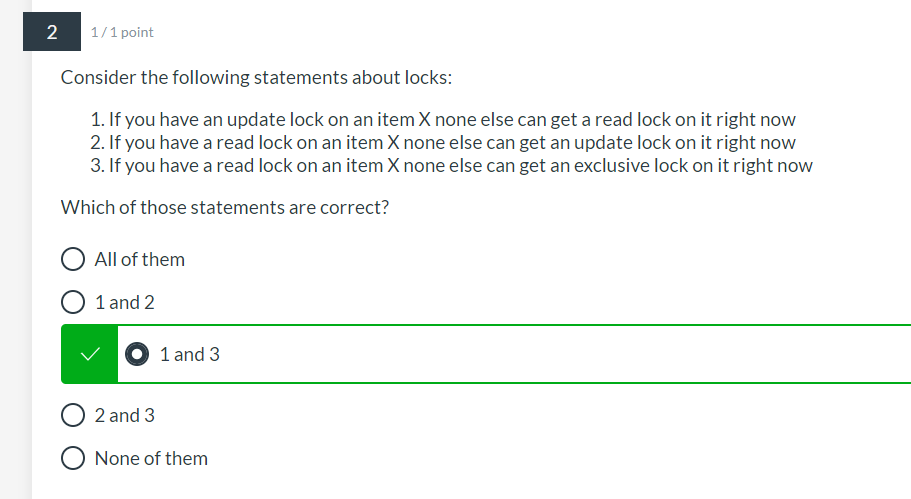 2
1 / 1 point
Consider the following statements about locks:
1. If you have an update lock on an item X none else can get a read lock on it right now
2. If you have a read lock on an item X none else can get an update lock on it right now
3. If you have a read lock on an item X none else can get an exclusive lock on it right now
Which of those statements are correct?
All of them
1 and 2
1 and 3
2 and 3
None of them